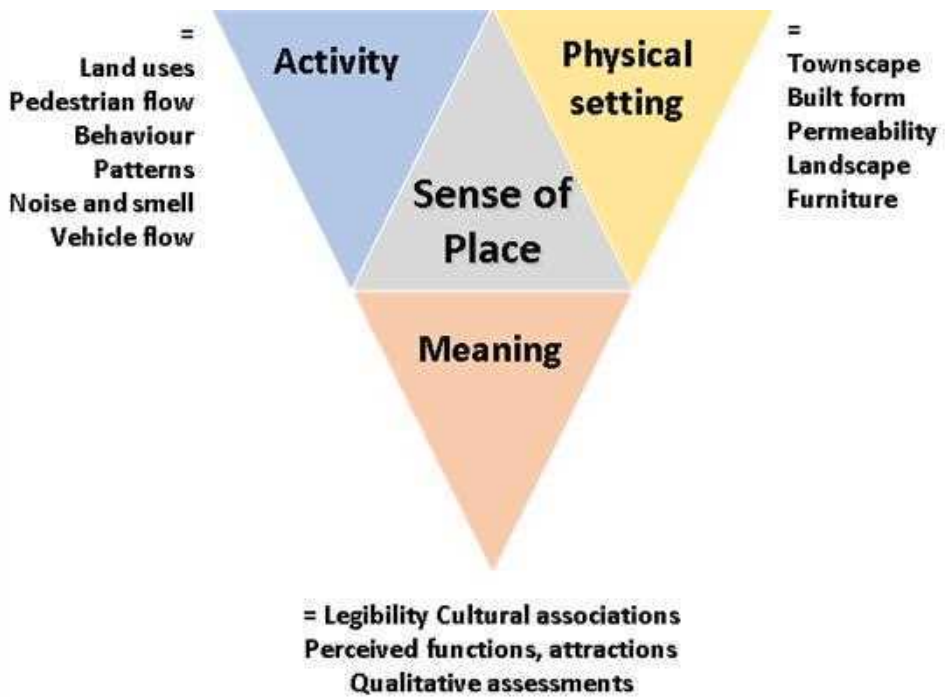 =
Land uses
Pedestrian flow
Behaviour
Patterns
Noise and smell
Vehicle flow
Activity
Physical
setting
=
Townscape
Built form
Permeability
Landscape
Furniture
Sense of
Place
Meaning
= Legibility Cultural associations
Perceived functions, attractions
Qualitative assessments